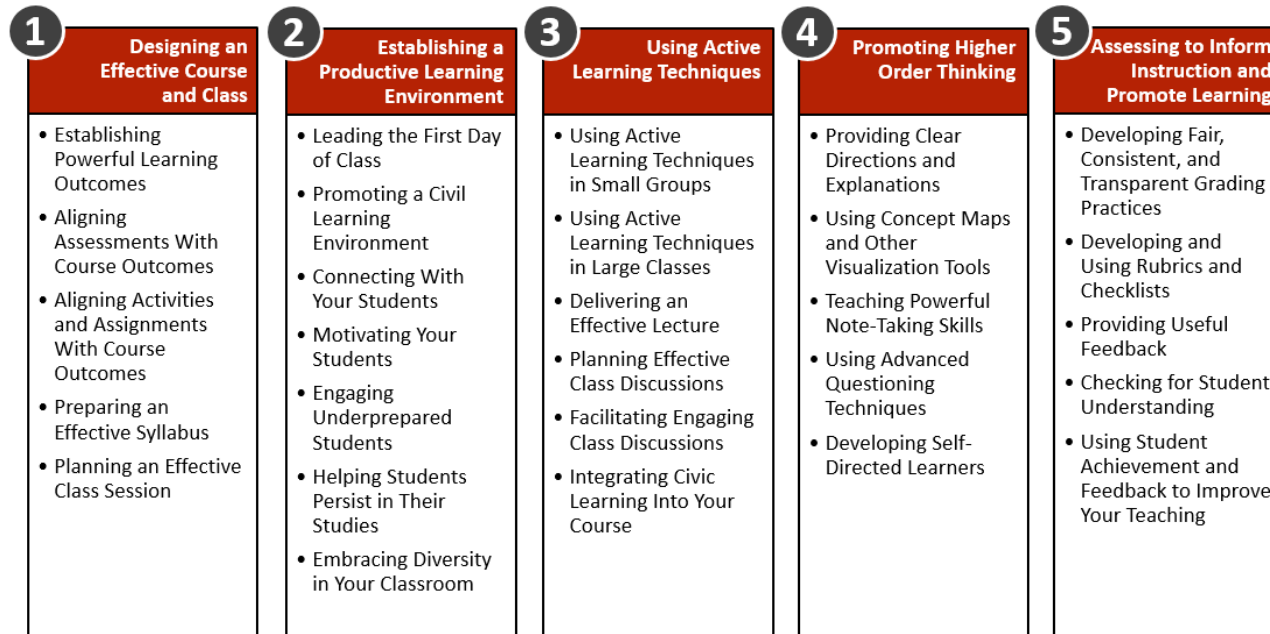 1
Designing an
Effective Course
and Class
• Establishing
Powerful Learning
Outcomes
• Aligning
Assessments With
Course Outcomes
• Aligning Activities
and Assignments
With Course
Outcomes
• Preparing an
Effective Syllabus
• Planning an Effective
Class Session
2
Establishing a
Productive Learning
Environment
• Leading the First Day
of Class
• Promoting a Civil
Learning
Environment
• Connecting With
Your Students
• Motivating Your
Students
• Engaging
Underprepared
Students
• Helping Students
Persist in Their
Studies
• Embracing Diversity
in Your Classroom
3
Using Active
Learning Techniques
• Using Active
Learning Techniques
in Small Groups
• Using Active
Learning Techniques
in Large Classes
• Delivering an
Effective Lecture
• Planning Effective
Class Discussions
• Facilitating Engaging
Class Discussions
• Integrating Civic
Learning Into Your
Course
4
Promoting Higher
Order Thinking
• Providing Clear
Directions and
Explanations
• Using Concept Maps
and Other
Visualization Tools
• Teaching Powerful
Note-Taking Skills
• Using Advanced
Questioning
Techniques
• Developing Self-
Directed Learners
5
Assessing to Inform
Instruction and
Promote Learning
• Developing Fair,
Consistent, and
Transparent Grading
Practices
• Developing and
Using Rubrics and
Checklists
• Providing Useful
Feedback
• Checking for Student
Understanding
• Using Student
Achievement and
Feedback to Improve
Your Teaching